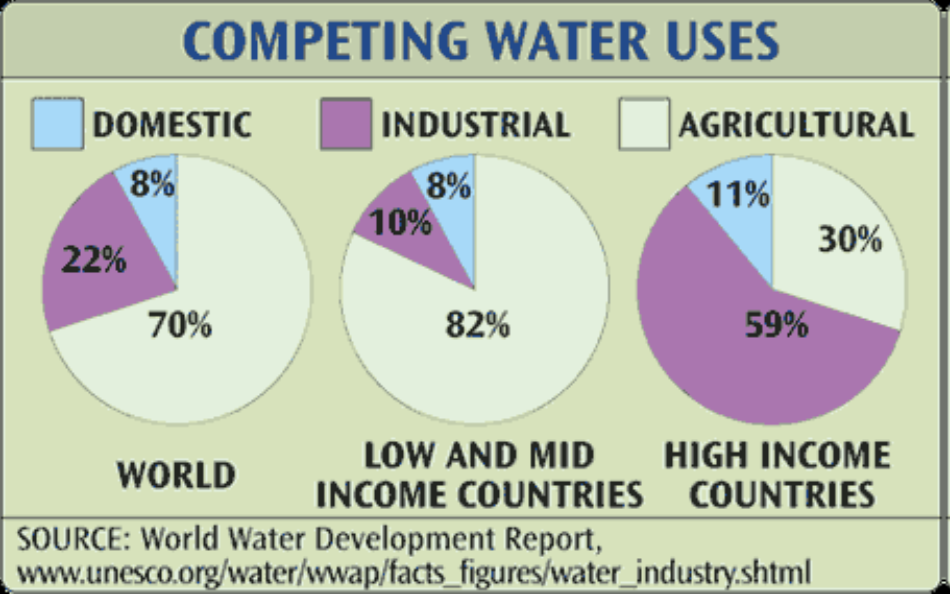 COMPETING WATER USES
DOMESTIC
INDUSTRIAL
AGRICULTURAL
8%
22%
70%
8%
10%
82%
11%
30%
59%
WORLD
LOW AND MID
INCOME COUNTRIES
HIGH INCOME
COUNTRIES
SOURCE: World Water Development Report,
www.unesco.org/water/wwap/facts_figures/water_industry.shtml